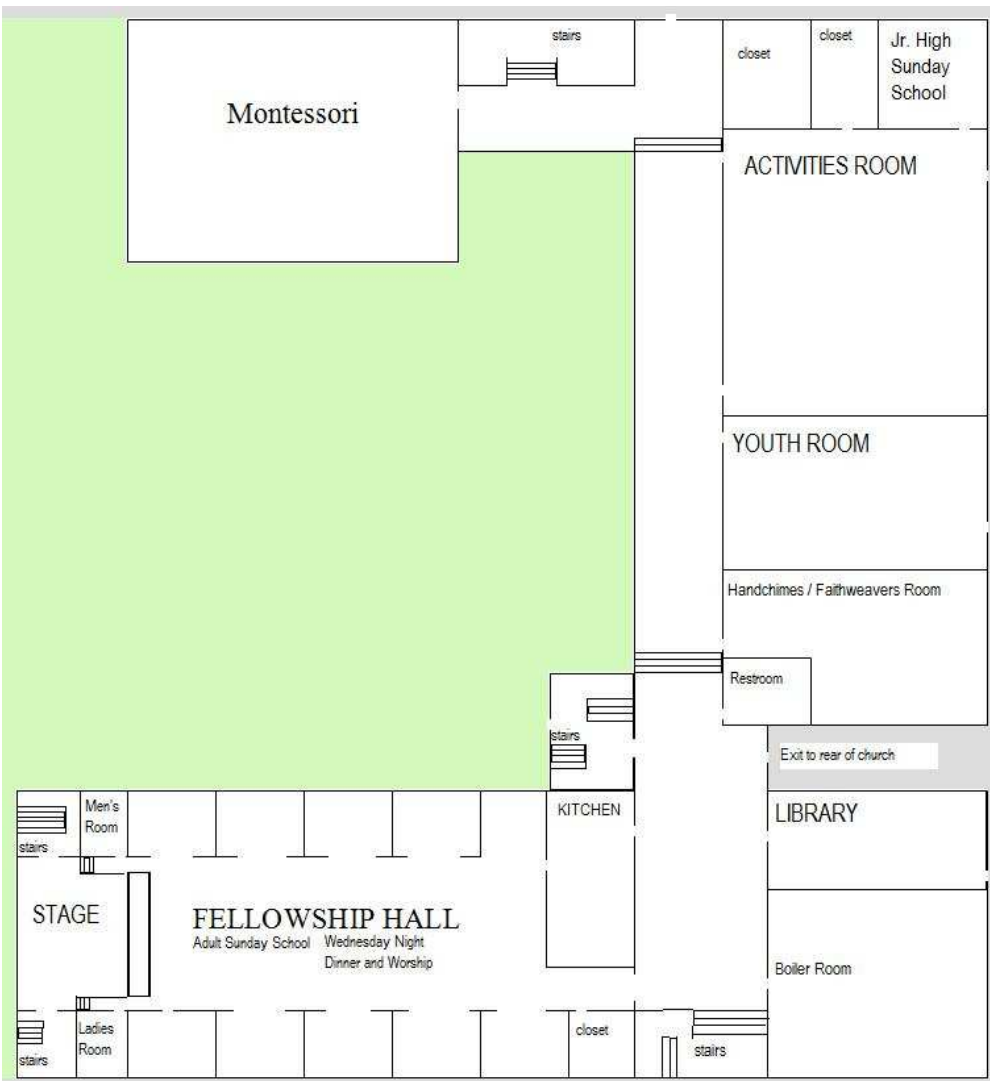 stairs
closet
closet
Jr. High
Sunday
School
Montessori
ACTIVITIES ROOM
YOUTH ROOM
Handchimes / Faithweavers Room
Restroom
stairs
Exit to rear of church
Men's
Room
KITCHEN
LIBRARY
stairs
STAGE
FELLOWSHIP HALL
Adult Sunday School
Wednesday Night
Dinner and Worship
Boiler Room
Ladies
Room
closet
stairs
stairs